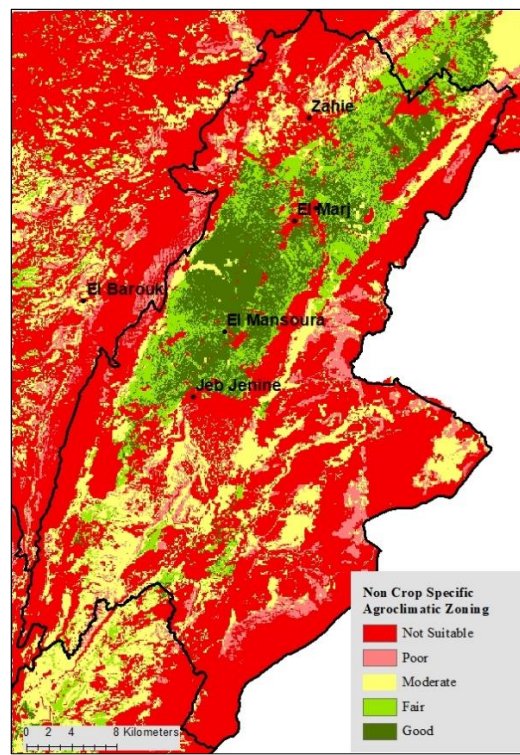 Zahle
El Marj
El Barouk
El Mansoura
Jeb Jenine
Non Crop Specific
Agroclimatic Zoning
Not Suitable
Poor
Moderate
Fair
Good
0 2 4 8 Kilometers